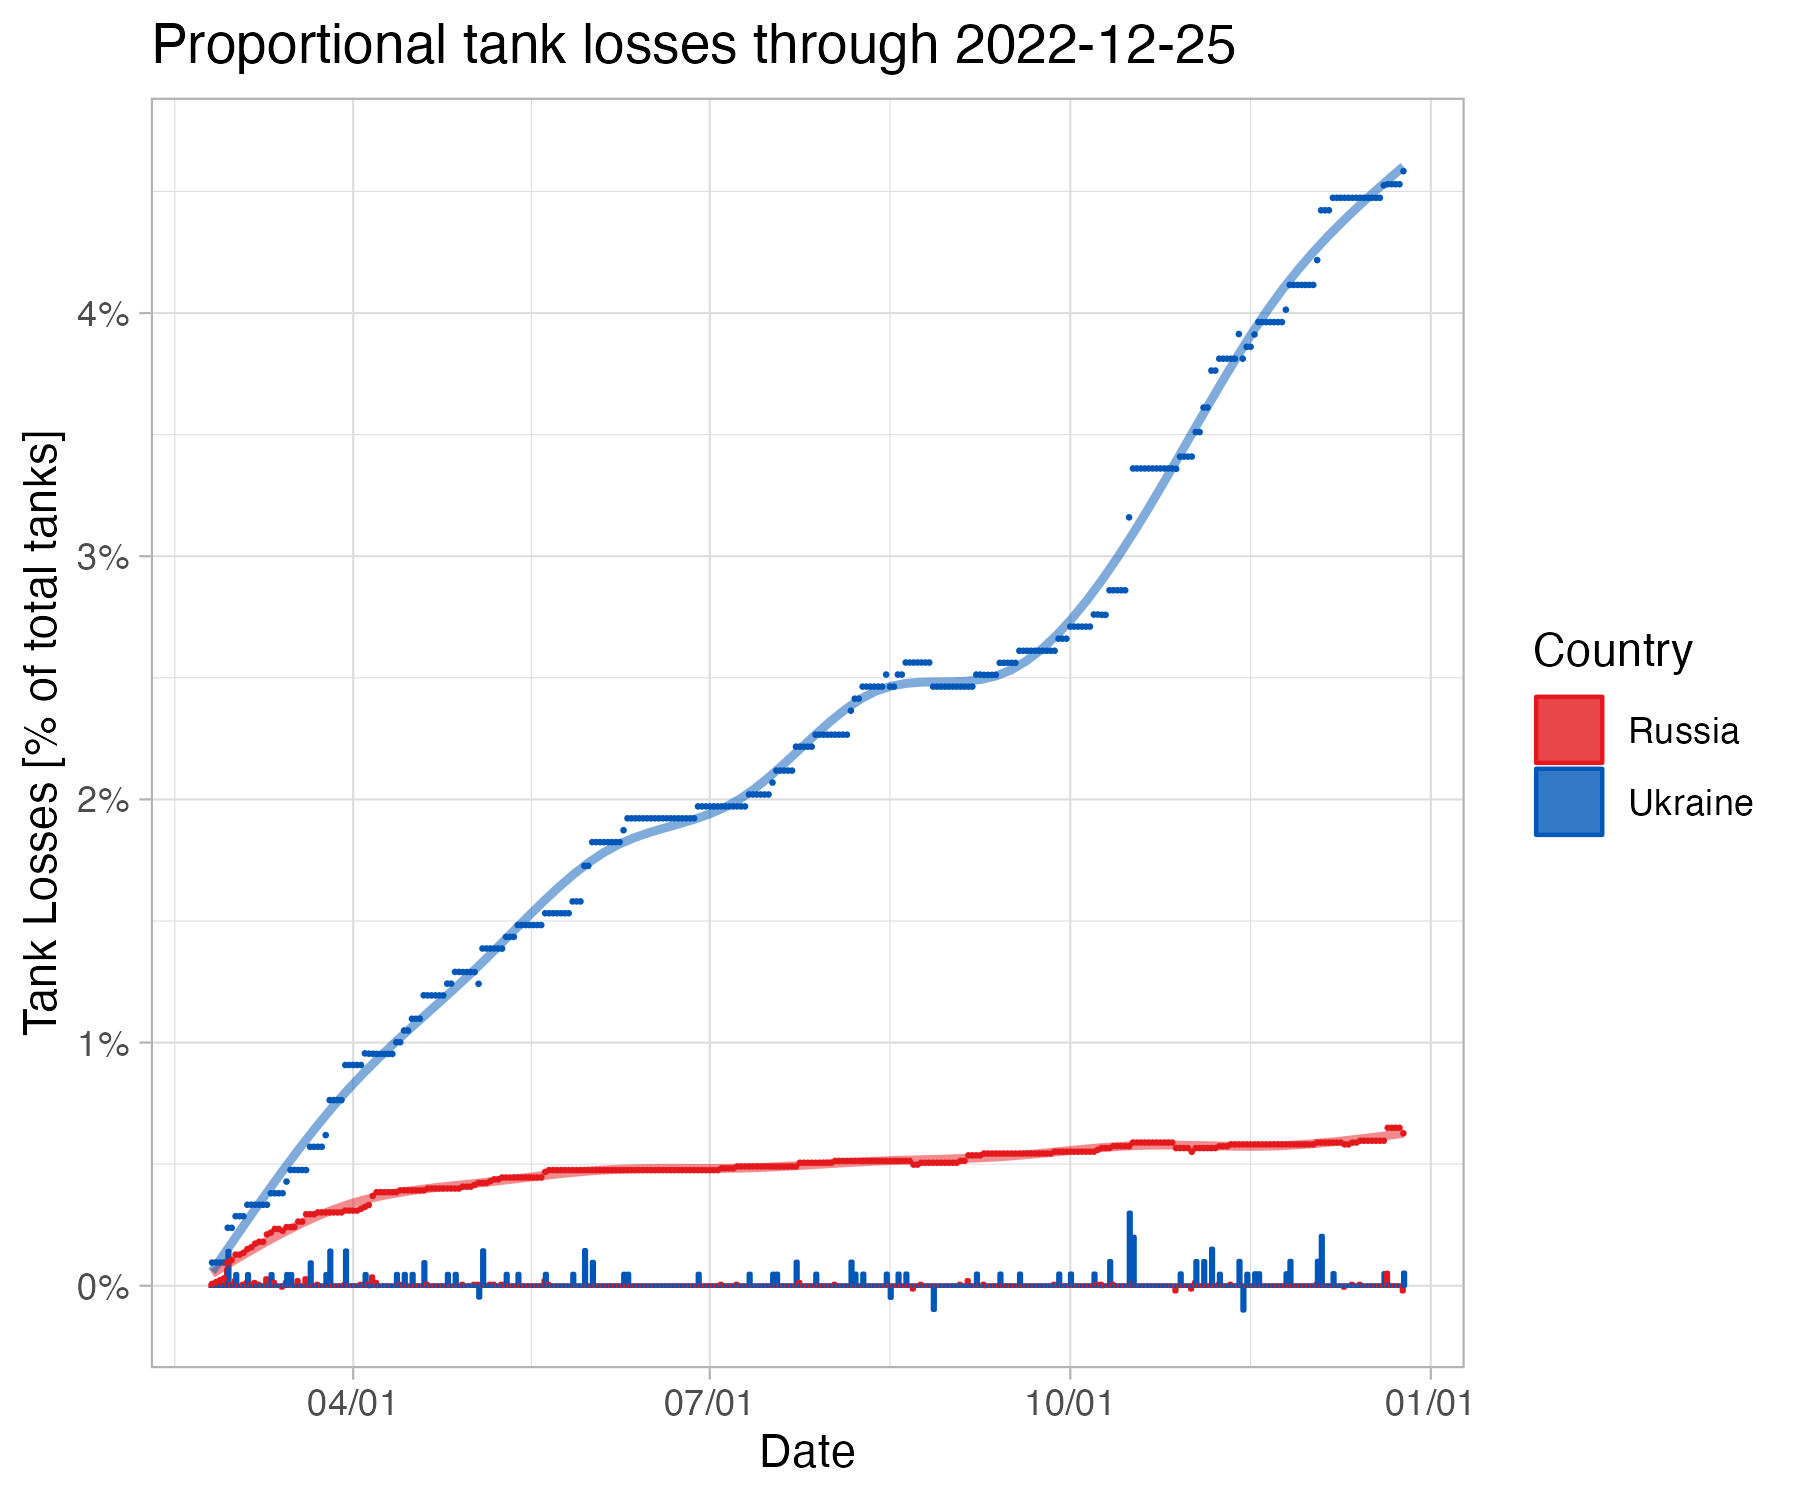 Proportional tank losses through 2022-12-25
Tank Losses [% of total tanks]
4%
3%
2%
1%
0%
04/01
07/01
10/01
01/01
Date
Country
Russia
Ukraine